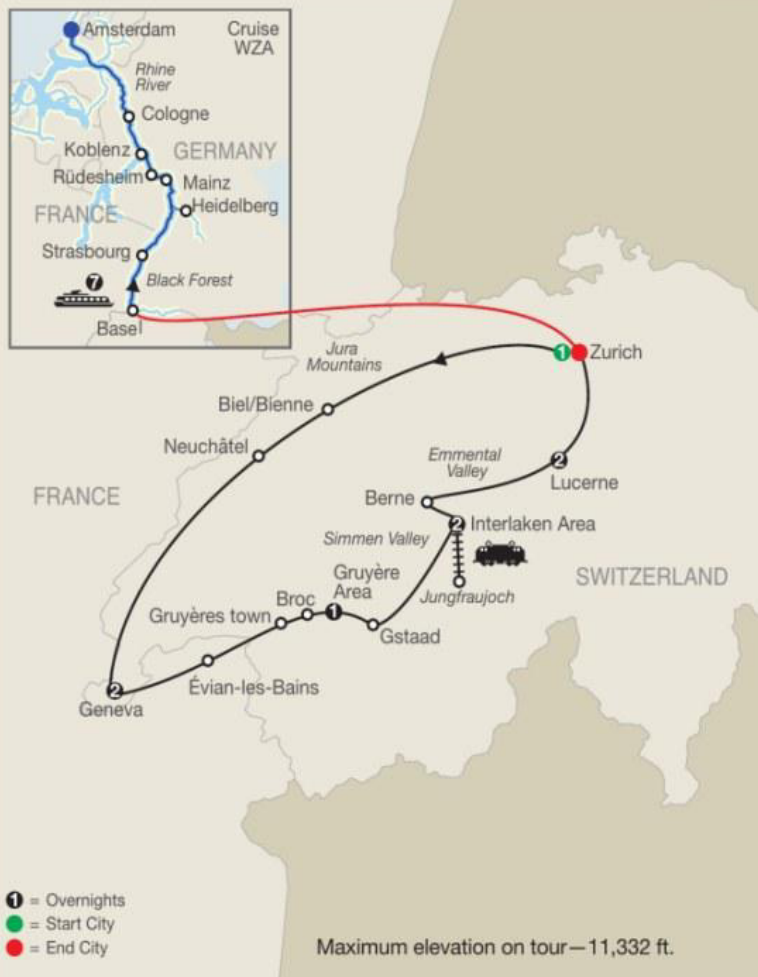 Amsterdam
Cruise
WZA
Rhine
River
Cologne
Koblenz
GERMANY
Rüdesheim
Mainz
Heidelberg
FRANCE
Strasbourg
7
Black Forest
Basel
Jura
Mountains
1
Zurich
Biel/Bienne
Neuchâtel
Emmental
Valley
2
Lucerne
FRANCE
Berne
2
Interlaken Area
Simmen Valley
Gruyère
Area
Jungfraujoch
SWITZERLAND
Broc
1
Gruyères town
Gstaad
Évian-les-Bains
2
Geneva
1 = Overnights
= Start City
= End City
Maximum elevation on tour—11,332 ft.